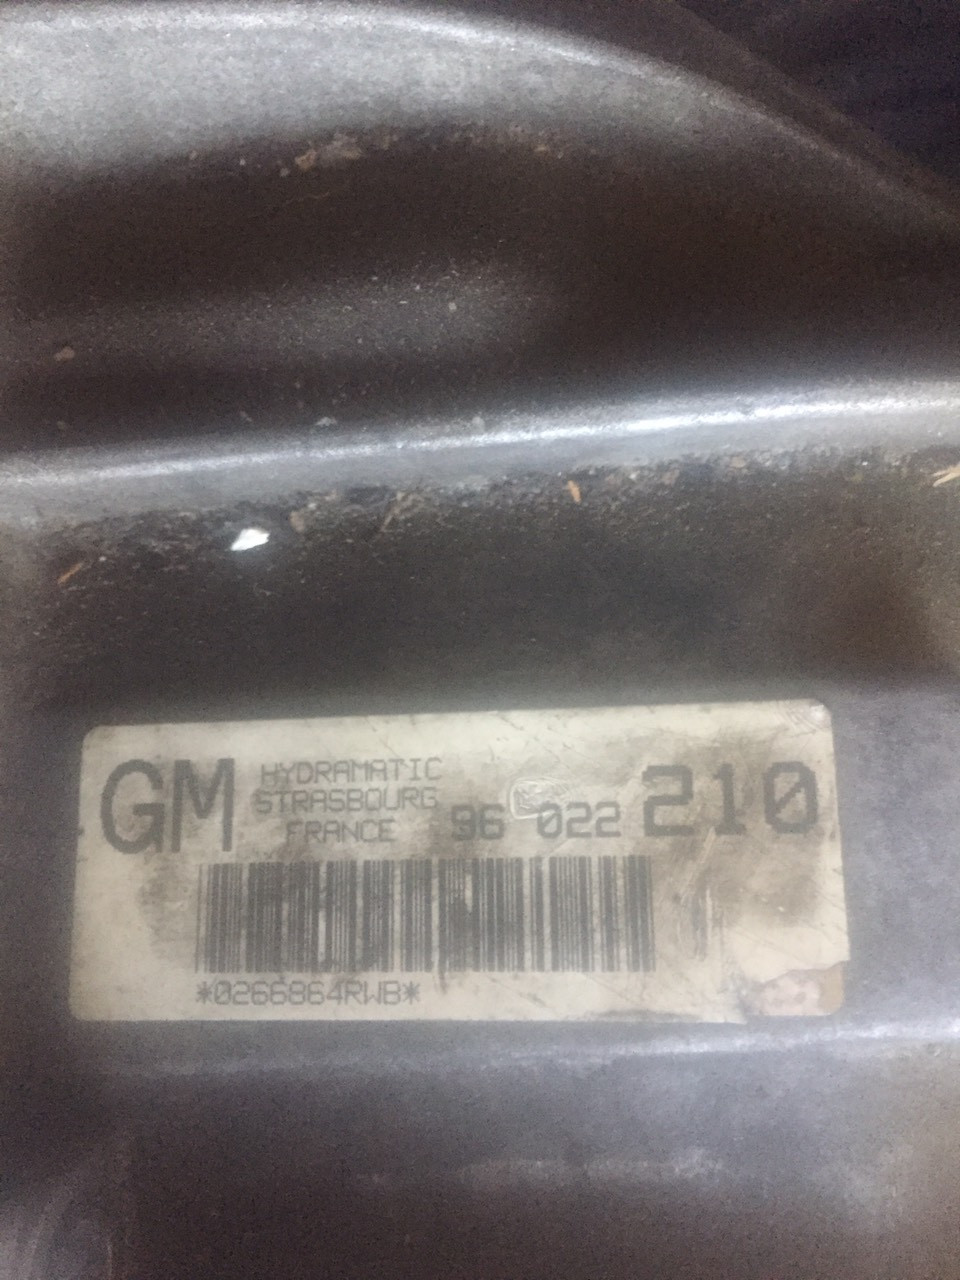 GM HYDRAMATIC
STRASBOURG
FRANCE 96 022 210
*0266864RWB*